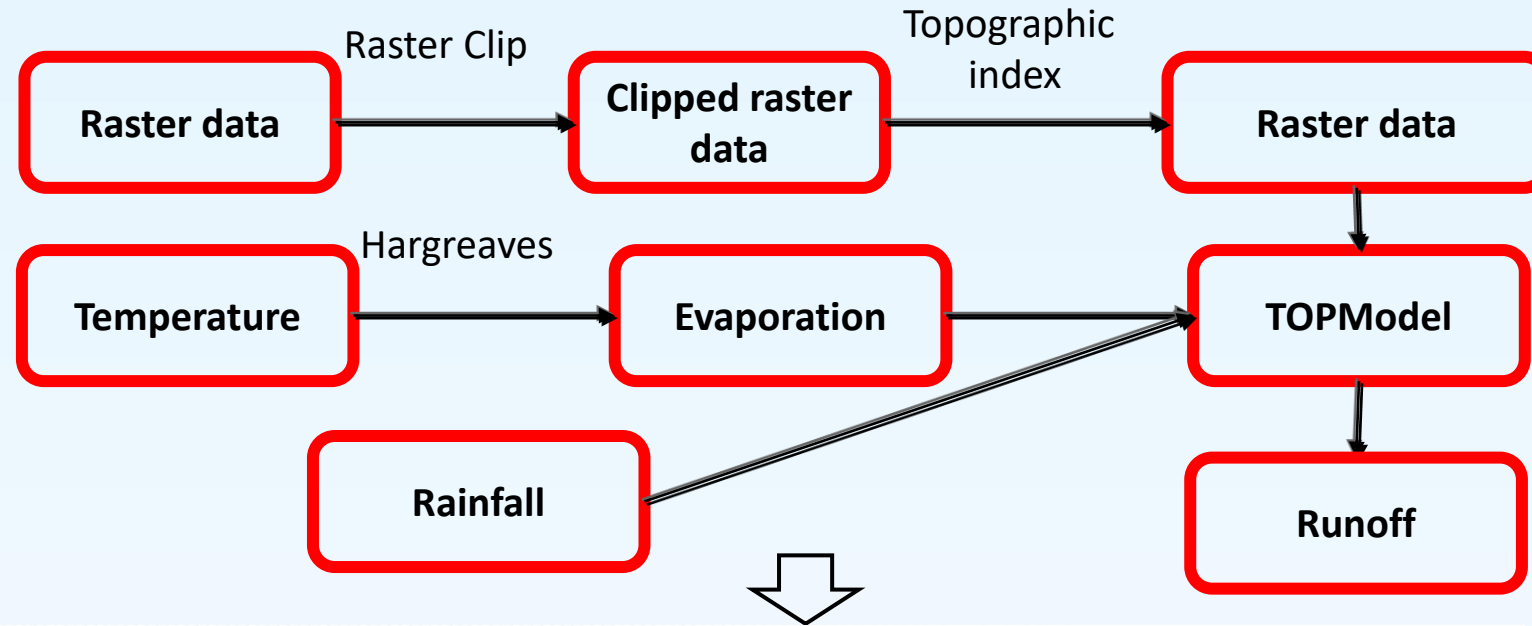 Raster Clip
Topographic
index
Raster data
Clipped raster
data
Raster data
Hargreaves
Temperature
Evaporation
TOPModel
Rainfall
Runoff